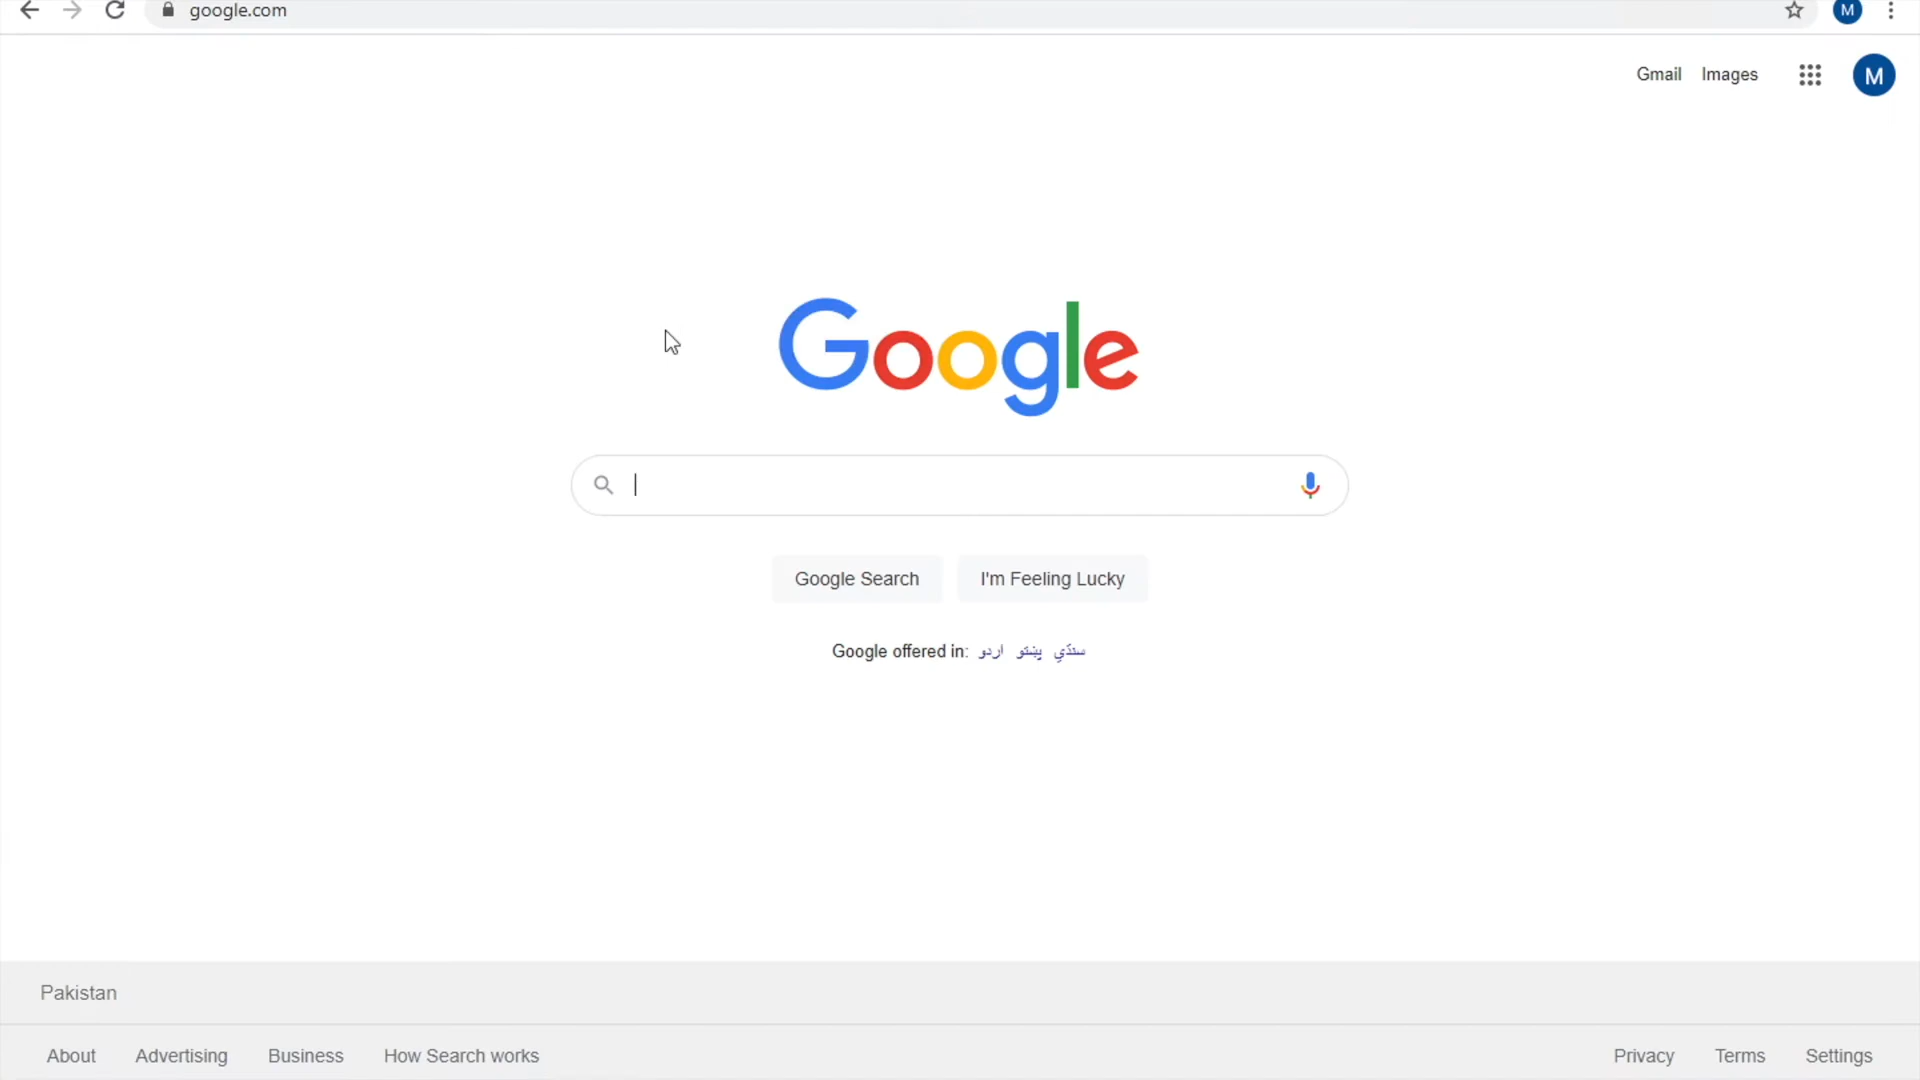 google.com
M
Gmail Images
M
Google
Google Search I'm Feeling Lucky
Google offered in: اردو پښتو سنڌي
Pakistan
About Advertising Business How Search works
Privacy Terms Settings